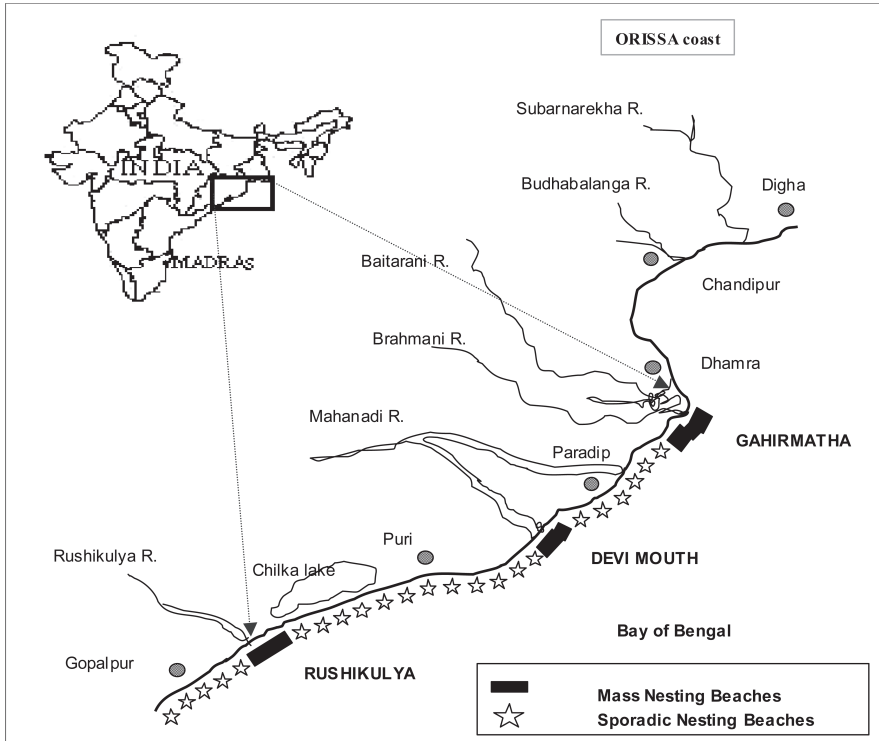 ORISSA coast
Subarnarekha R.
Budhabalanga R.
Digha
INDIA
MADRAS
Baitarani R.
Chandipur
Brahmani R.
Dhamra
Mahanadi R.
Paradip
GAHIRMATHA
Puri
Rushikulya R.
Chilka lake
DEVI MOUTH
Bay of Bengal
Gopalpur
RUSHIKULYA
Mass Nesting Beaches
Sporadic Nesting Beaches